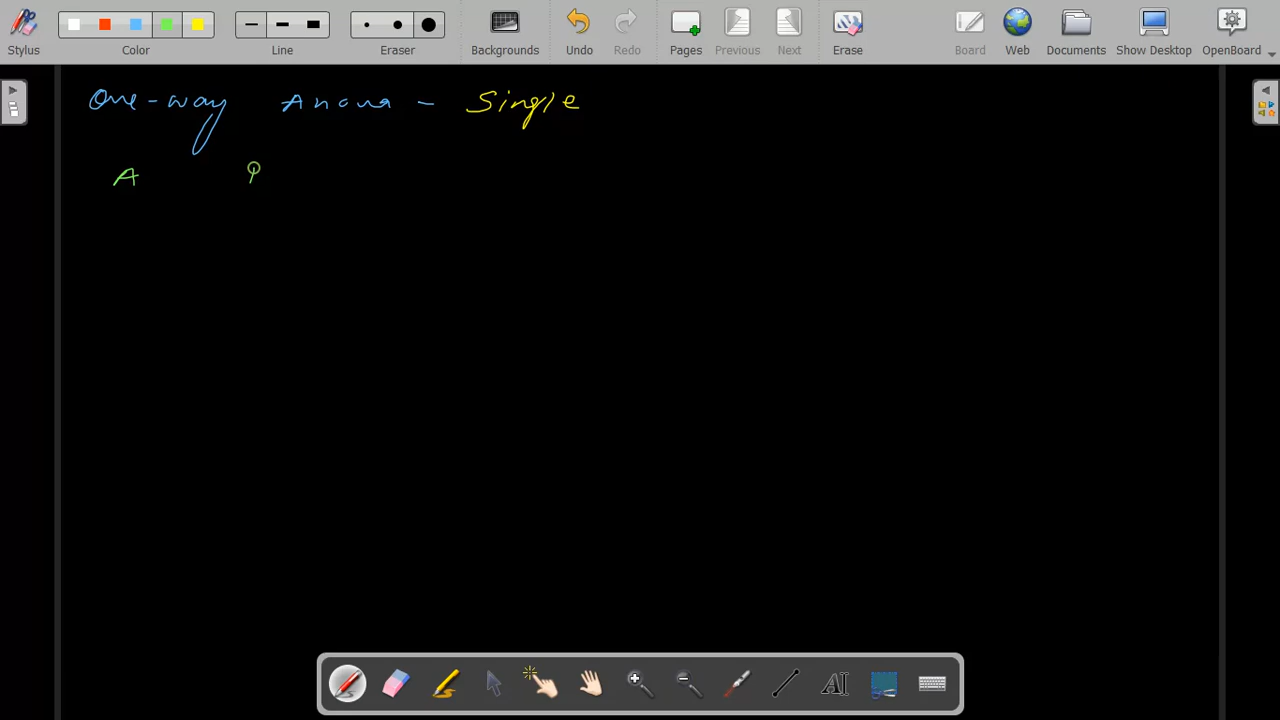 Stylus Color Line Eraser Backgrounds Undo Redo Pages Previous Next Erase Board Web Documents Show Desktop OpenBoard
One-way Anova - Single
A
AI